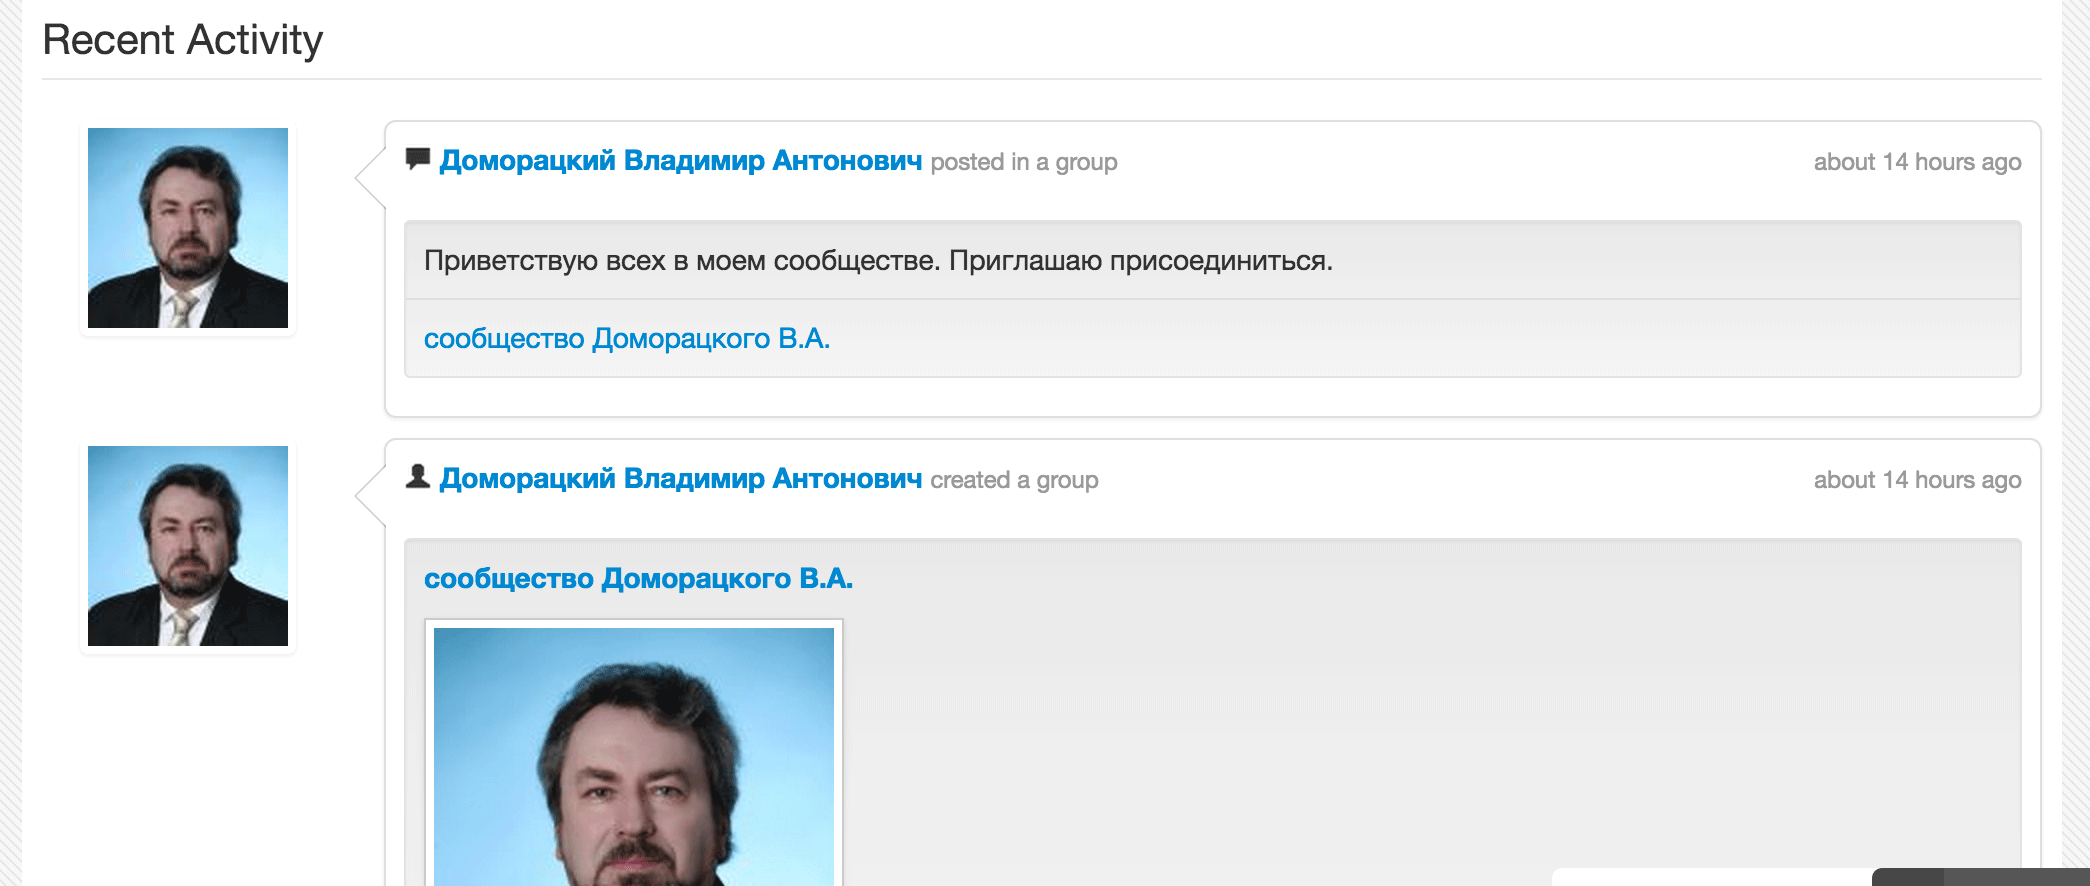 Recent Activity
Доморацкий Владимир Антонович posted in a group about 14 hours ago
Приветствую всех в моем сообществе. Приглашаю присоединиться.
сообщество Доморацкого В.А.
Доморацкий Владимир Антонович created a group about 14 hours ago
сообщество Доморацкого В.А.